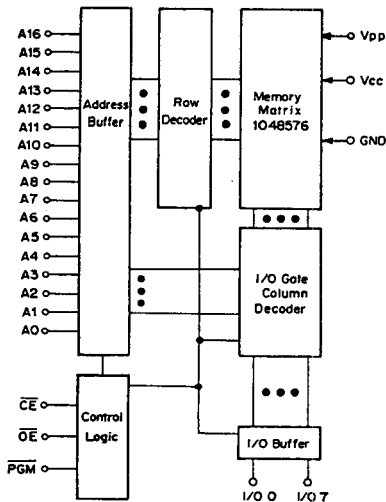 A16
A15
A14
A13
A12
A11
A10
A9
A8
A7
A6
A5
A4
A3
A2
A1
A0
Address
Buffer
Row
Decoder
Memory
Matrix
1048576
Vpp
Vcc
GND
I/O Gate
Column
Decoder
CE
OE
PGM
Control
Logic
I/O Buffer
I/O 0
I/O 7